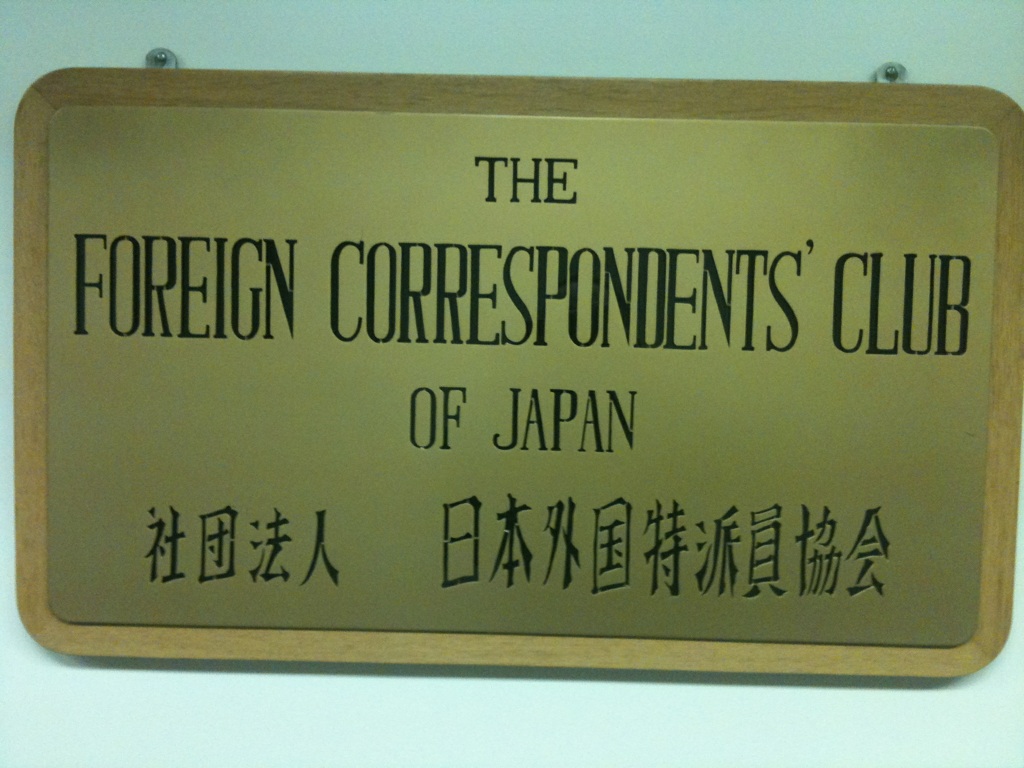 THE
FOREIGN CORRESPONDENTS' CLUB
OF JAPAN
社団法人 日本外国特派員協会